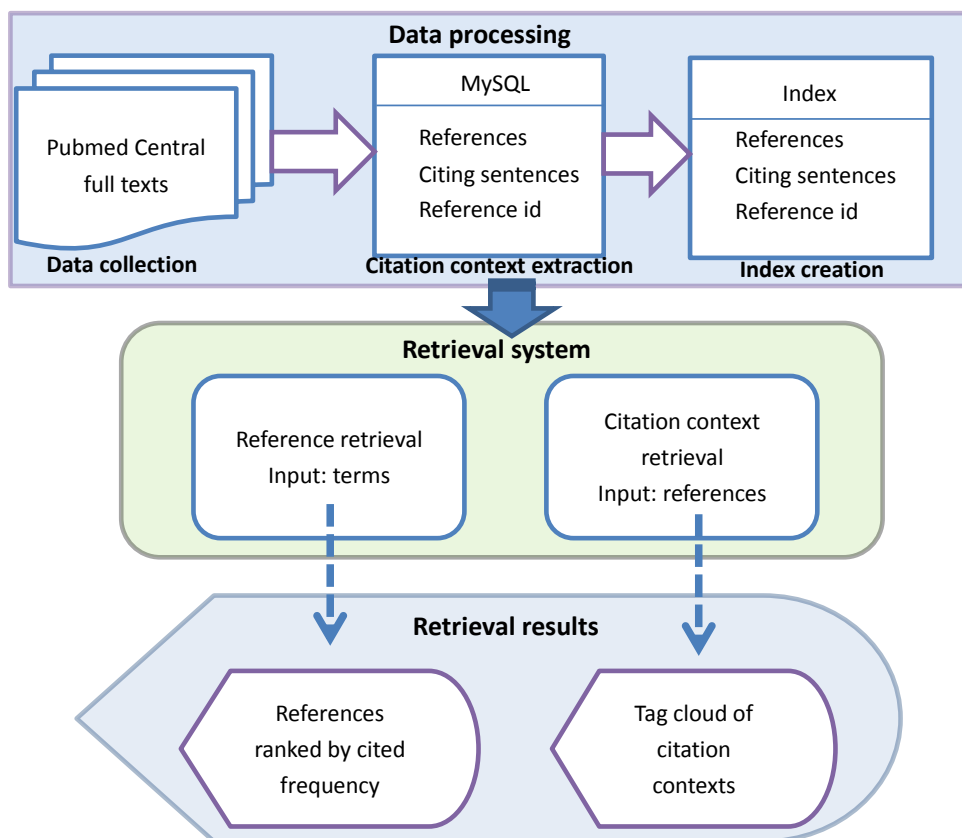 Data processing
Pubmed Central
full texts
Data collection
MySQL
References
Citing sentences
Reference id
Citation context extraction
Index
References
Citing sentences
Reference id
Index creation
Retrieval system
Reference retrieval
Input: terms
Citation context
retrieval
Input: references
Retrieval results
References
ranked by cited
frequency
Tag cloud of
citation
contexts